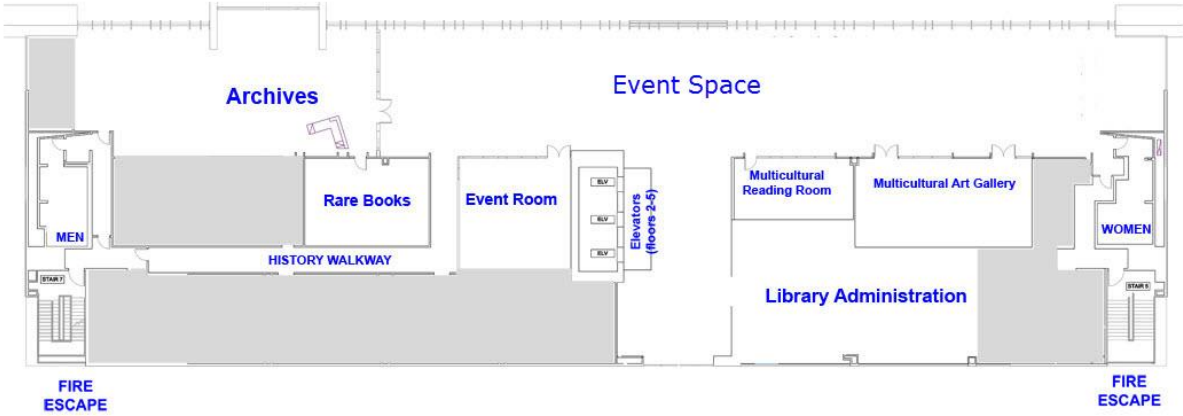 Event Space
Archives
Rare Books
Event Room
ELV
ELV
ELV
Elevators
(floors 2-5)
Multicultural
Reading Room
Multicultural Art Gallery
MEN
WOMEN
HISTORY WALKWAY
STAIR 7
STAIR 5
Library Administration
FIRE
ESCAPE
FIRE
ESCAPE